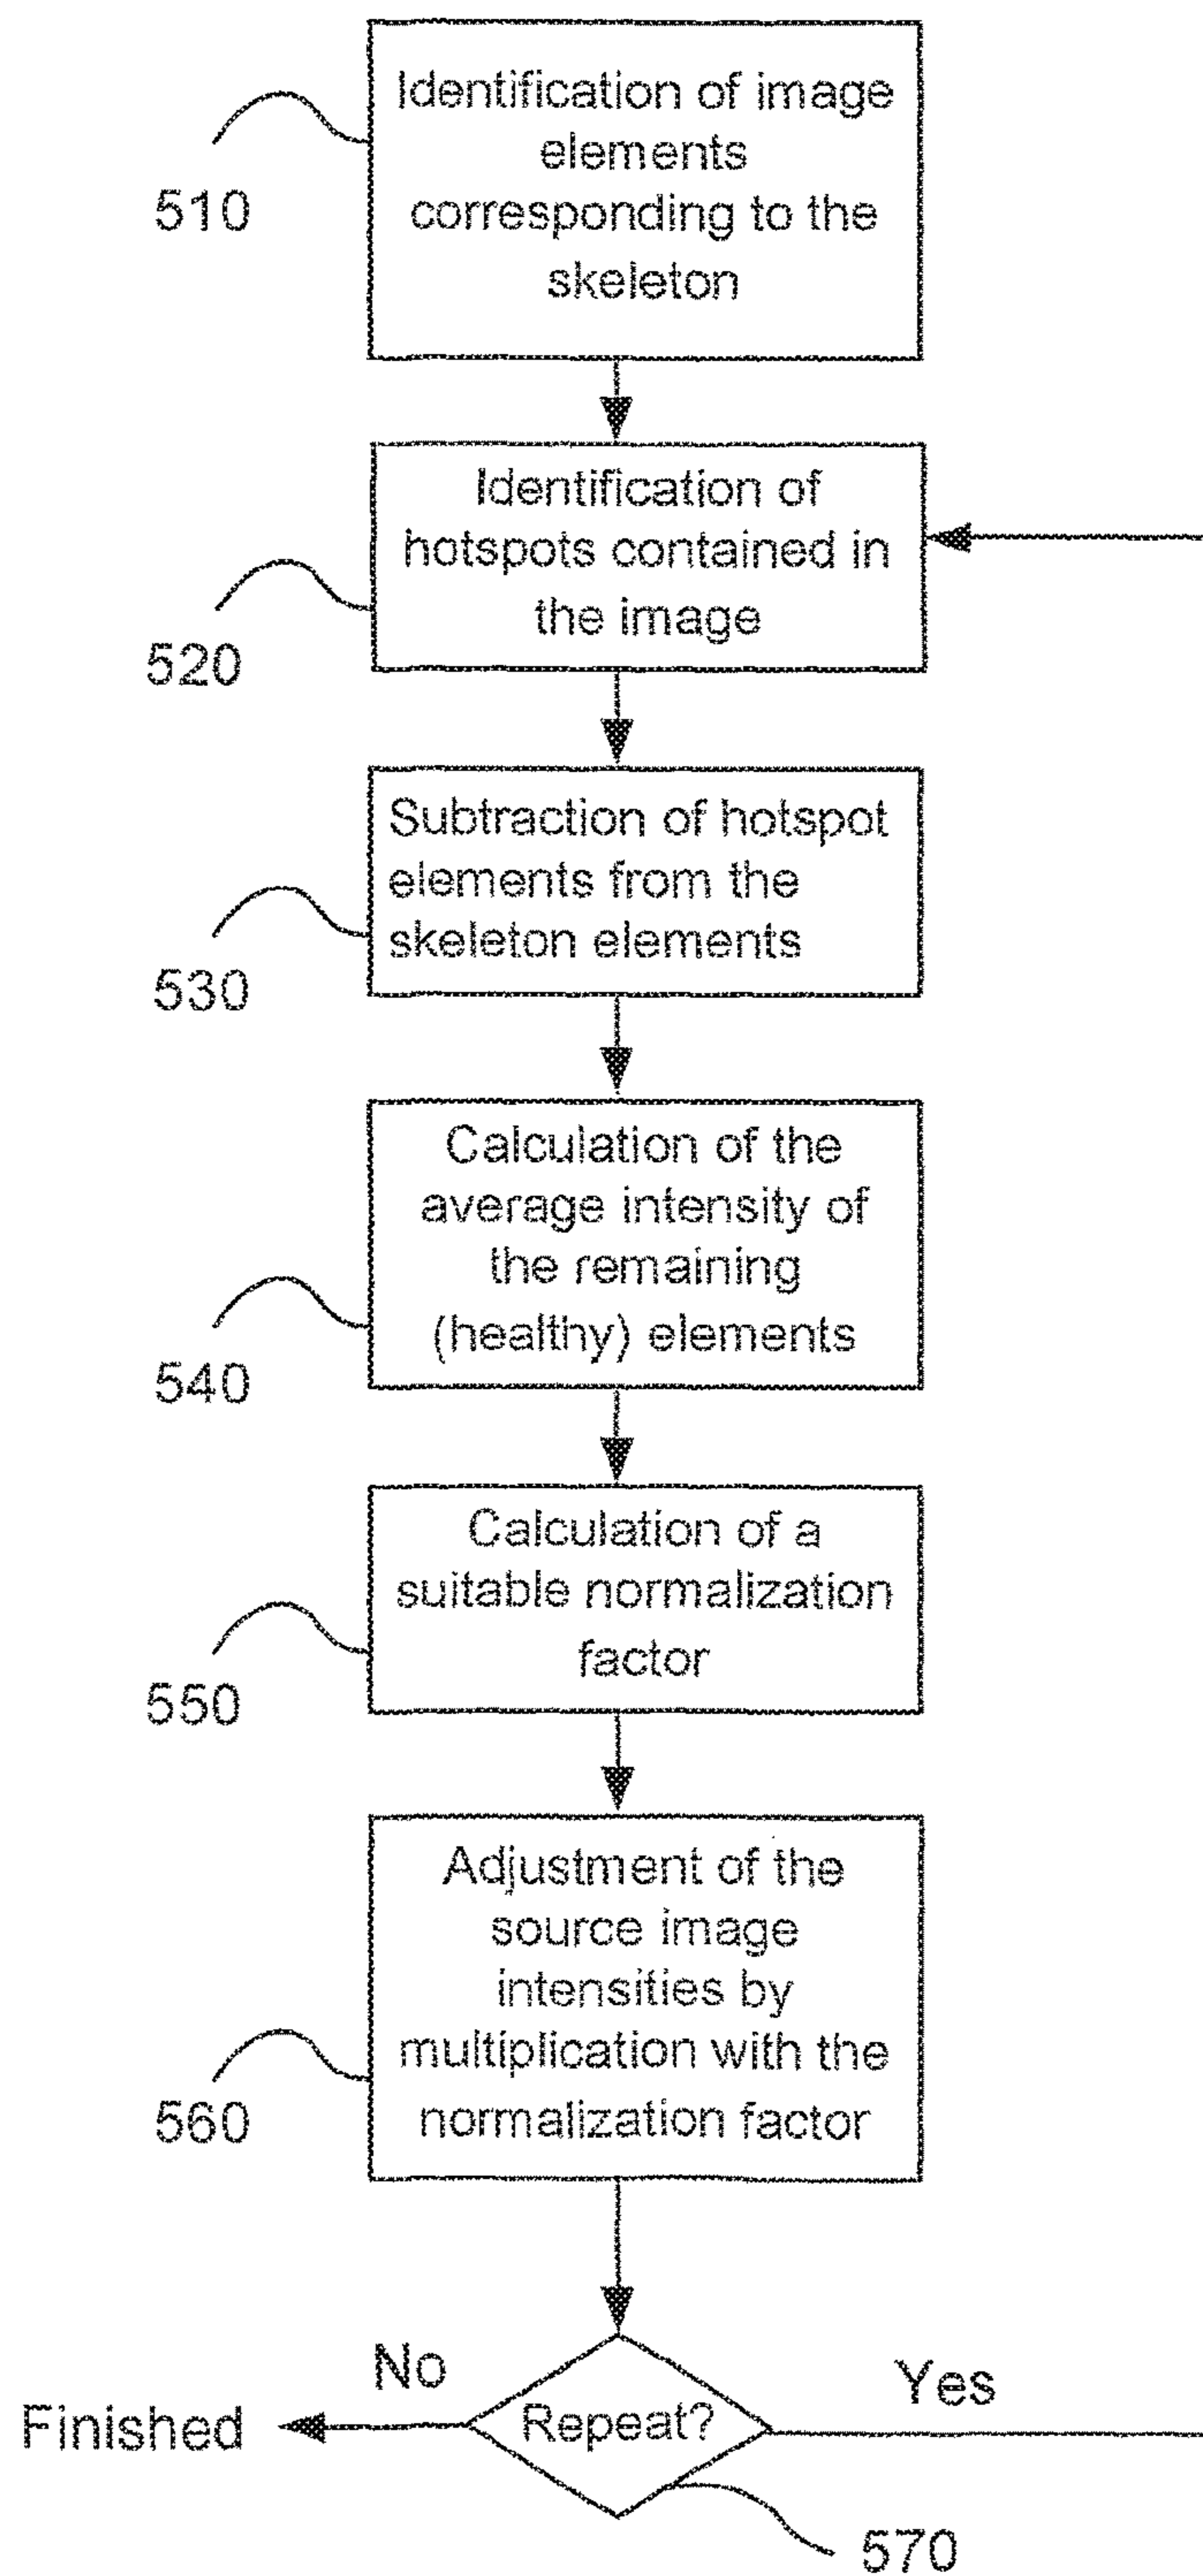 Identification of image
elements
corresponding to the
skeleton
510
Identification of
hotspots contained in
the image
520
Subtraction of hotspot
elements from the
skeleton elements
530
Calculation of the
average intensity of
the remaining
(healthy) elements
540
Calculation of a
suitable normalization
factor
550
Adjustment of the
source image
intensities by
multiplication with the
normalization factor
560
No
Yes
Finished
Repeat?
570